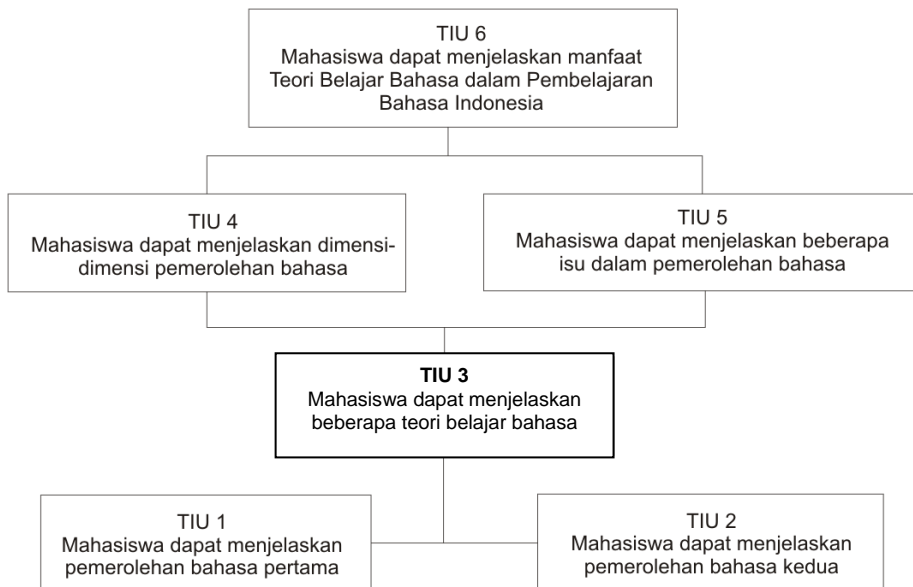 TIU 6
Mahasiswa dapat menjelaskan manfaat
Teori Belajar Bahasa dalam Pembelajaran
Bahasa Indonesia
TIU 4
Mahasiswa dapat menjelaskan dimensi-
dimensi pemerolehan bahasa
TIU 5
Mahasiswa dapat menjelaskan beberapa
isu dalam pemerolehan bahasa
TIU 3
Mahasiswa dapat menjelaskan
beberapa teori belajar bahasa
TIU 1
Mahasiswa dapat menjelaskan
pemerolehan bahasa pertama
TIU 2
Mahasiswa dapat menjelaskan
pemerolehan bahasa kedua